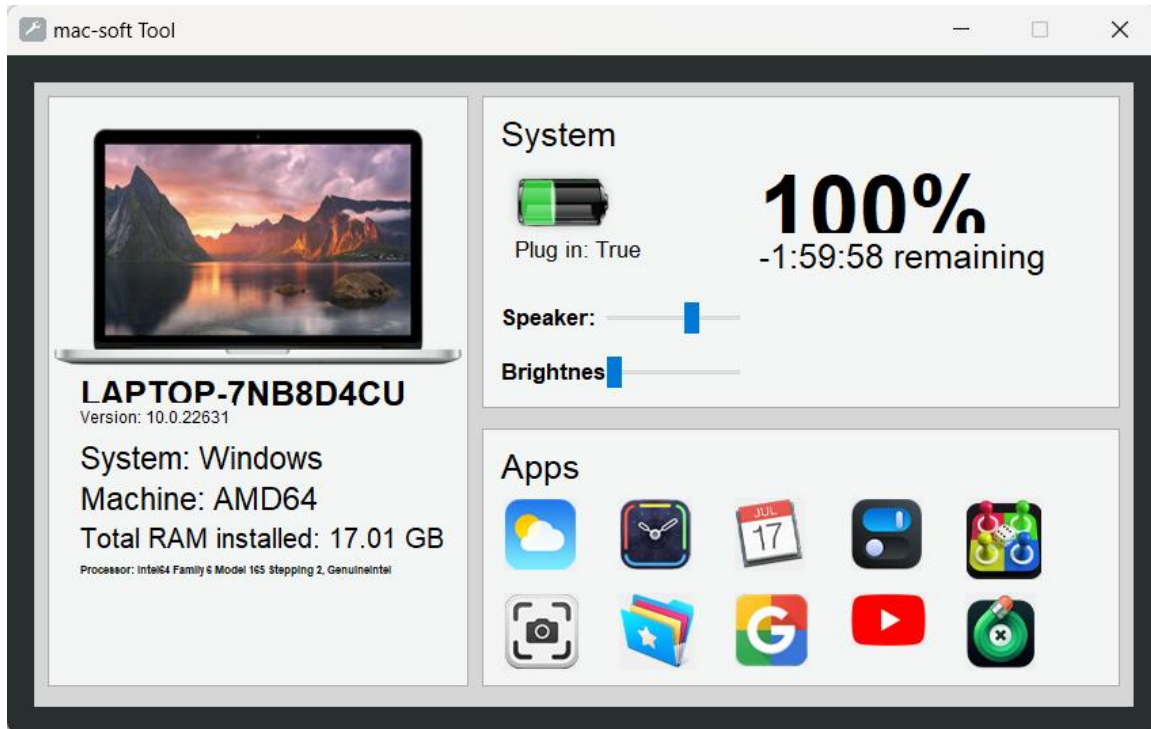 mac-soft Tool
LAPTOP-7NB8D4CU
Version: 10.0.22631
System: Windows
Machine: AMD64
Total RAM installed: 17.01 GB
Processor: Intel64 Family 6 Model 165 Stepping 2, GenuineIntel
System
100%
Plug in: True
-1:59:58 remaining
Speaker:
Brightnes
Apps
JUL
17
G